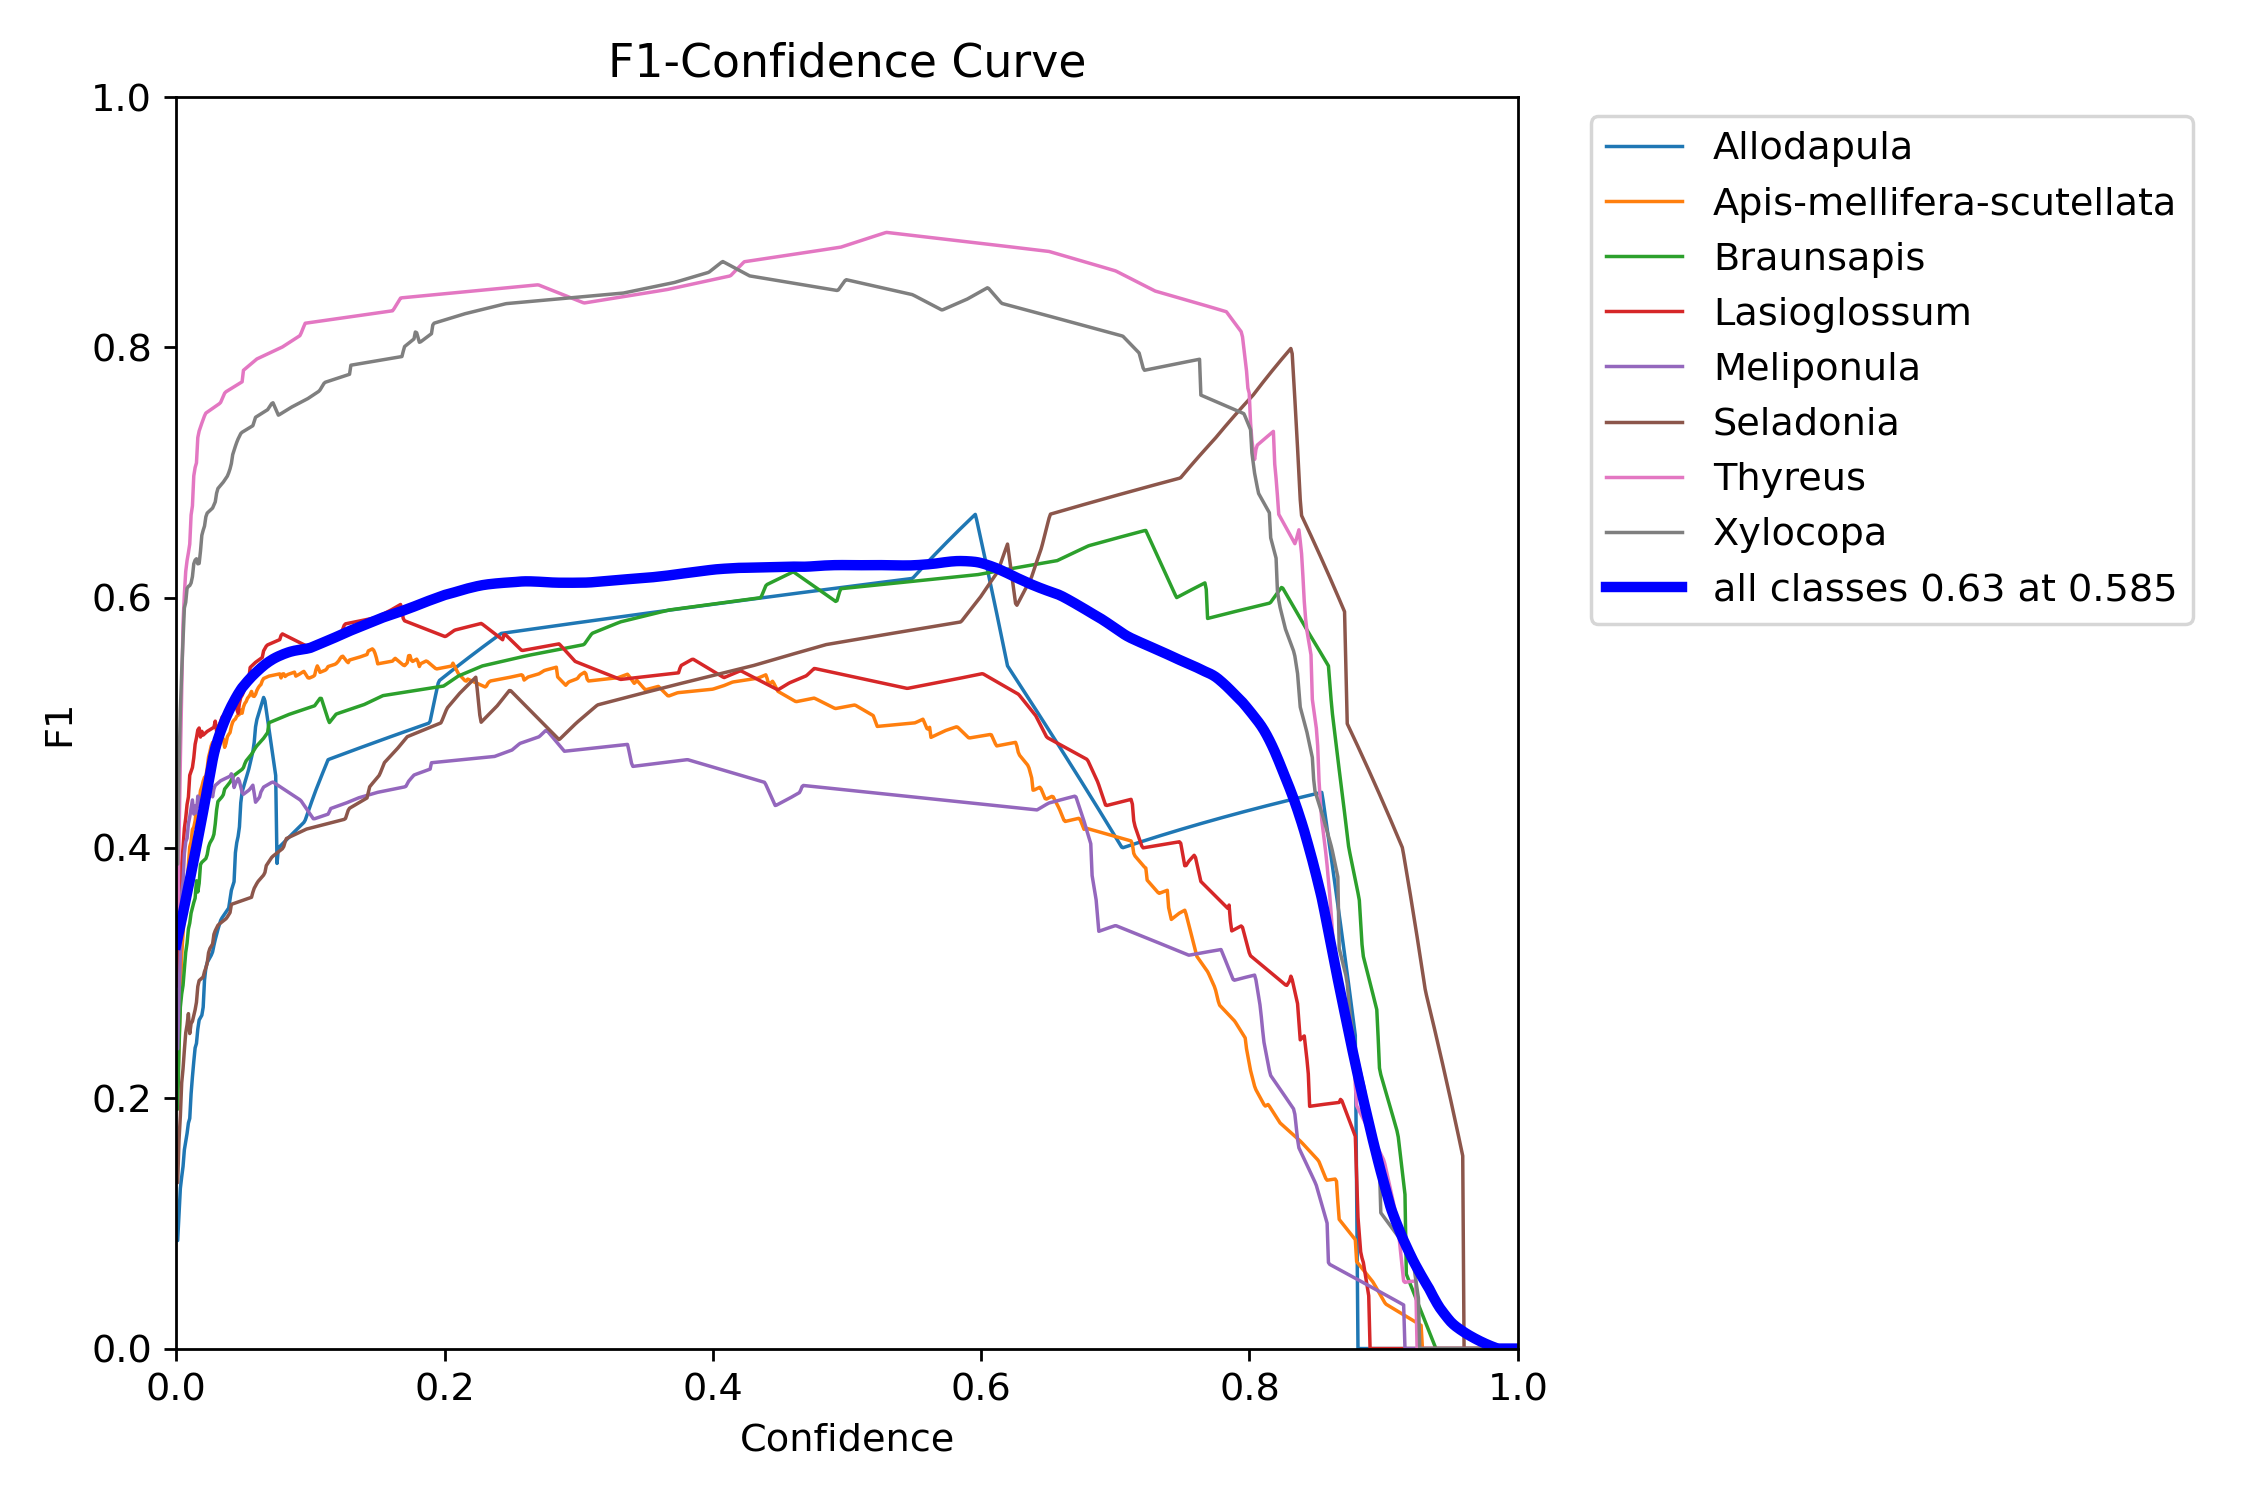 F1-Confidence Curve
1.0
0.8
0.6
0.4
0.2
0.0
F1
0.0 0.2 0.4 0.6 0.8 1.0
Confidence
Allodapula
Apis-mellifera-scutellata
Braunsapis
Lasioglossum
Meliponula
Seladonia
Thyreus
Xylocopa
all classes 0.63 at 0.585